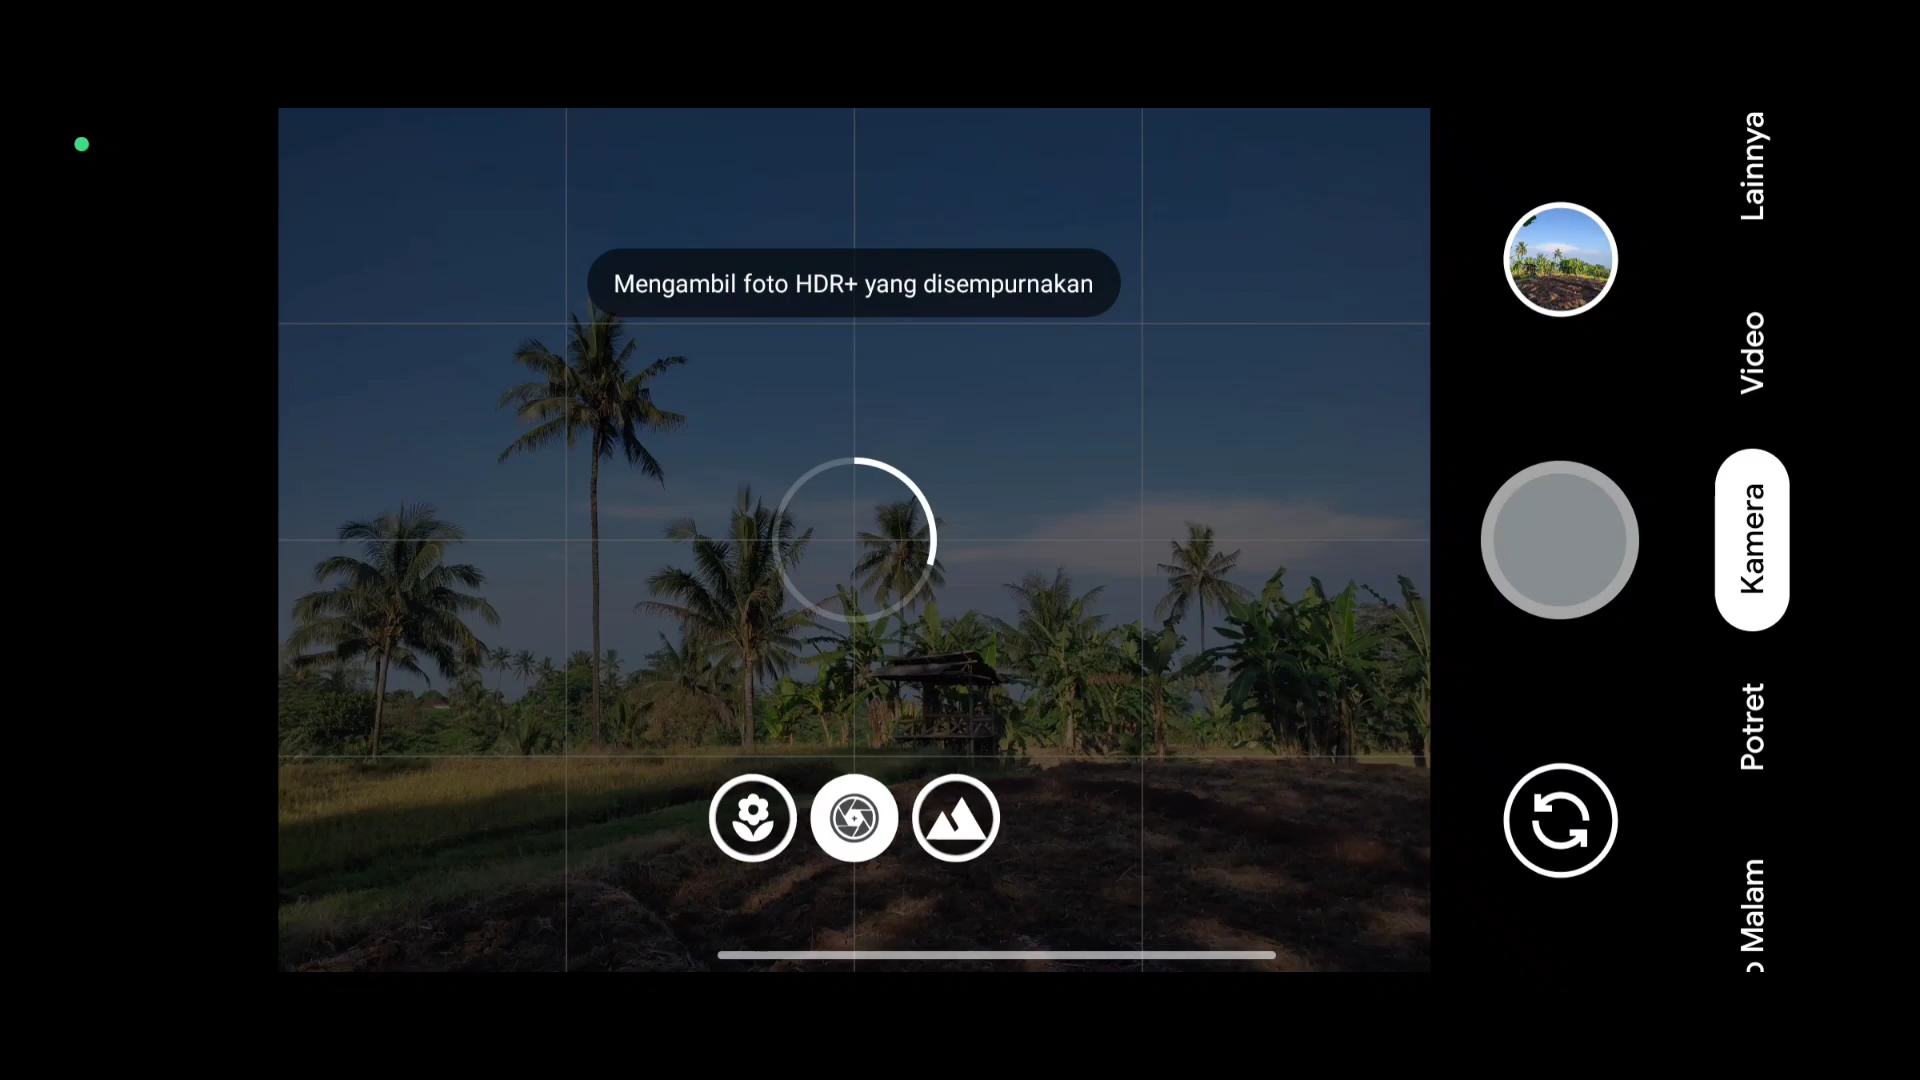 Mengambil foto HDR+ yang disempurnakan
Lainnya
Video
Kamera
Potret
Malam